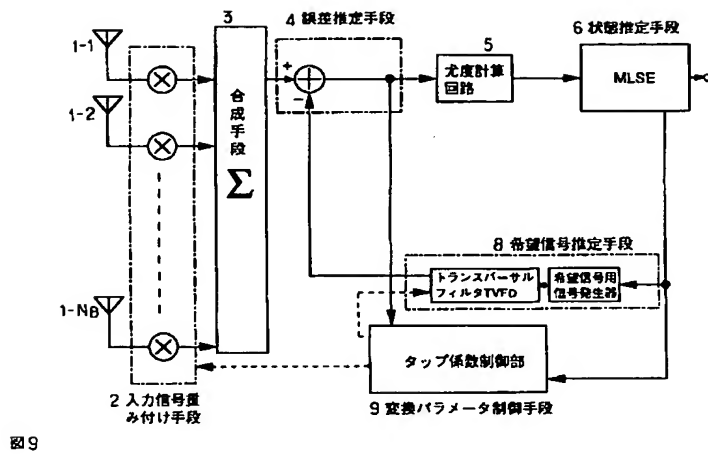 3
4 誤差推定手段
1-1
5
6 状態推定手段
合成手段
Σ
+
-
尤度計算
回路
MLSE
1-2
8 希望信号推定手段
トランスバーサル
フィルタTVFD
希望信号用
信号発生器
1-NB
タップ係数制御部
2 入力信号重
み付け手段
9 変換パラメータ制御手段
図9